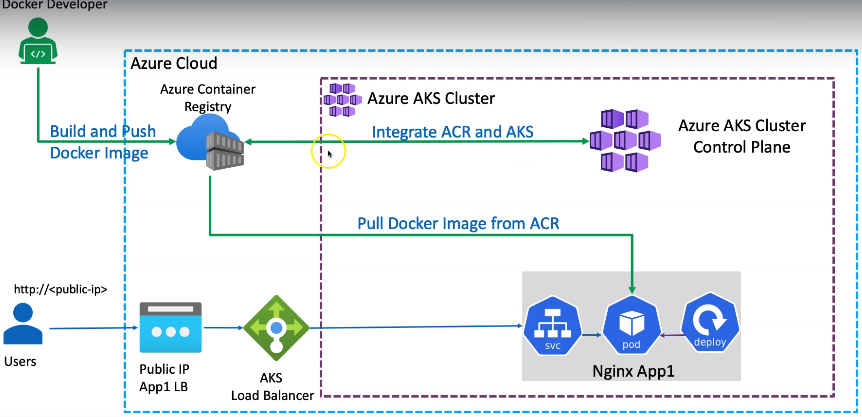 Docker Developer
Azure Cloud
Azure Container
Registry
Azure AKS Cluster
Build and Push
Docker Image
Integrate ACR and AKS
Azure AKS Cluster
Control Plane
Pull Docker Image from ACR
http://<public-ip>
Users
Public IP
App1 LB
AKS
Load Balancer
svc
pod
deploy
Nginx App1